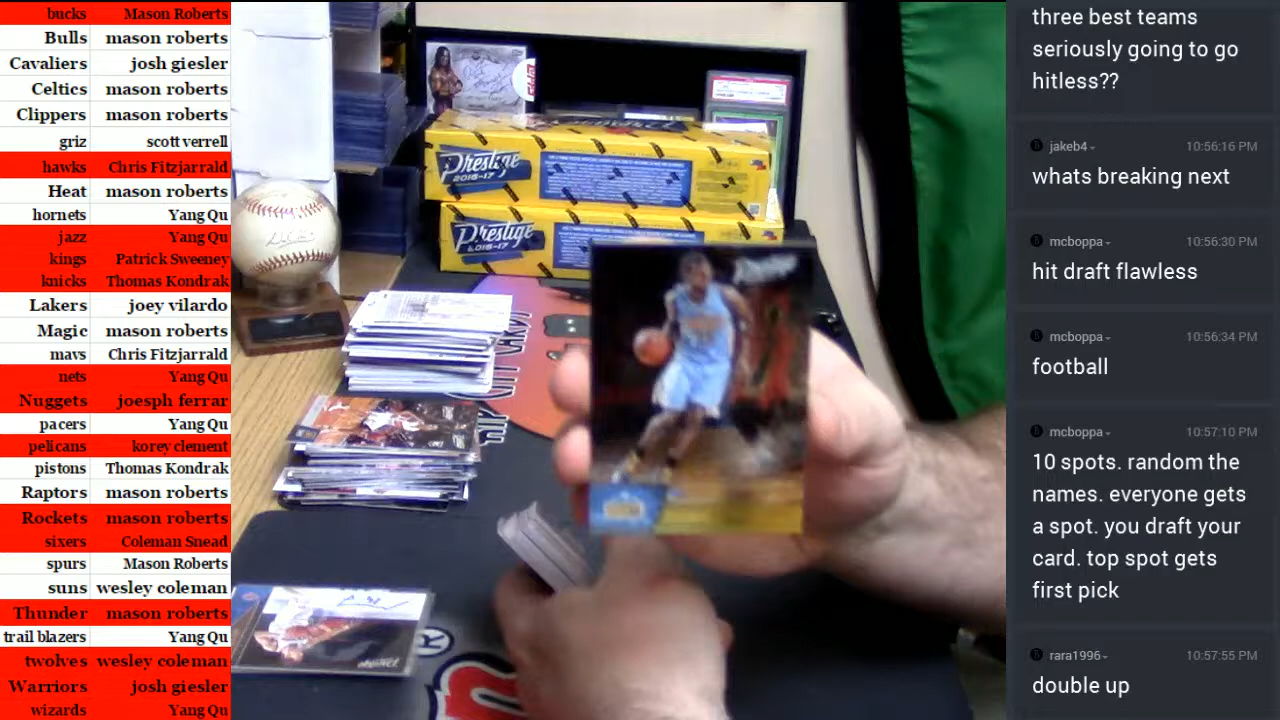 bucks Mason Roberts
Bulls mason roberts
Cavaliers josh giesler
Celtics mason roberts
Clippers mason roberts
griz scott verrell
hawks Chris Fitzjarrald
Heat mason roberts
hornets Yang Qu
jazz Yang Qu
kings Patrick Sweeney
knicks Thomas Kondrak
Lakers joey vilardo
Magic mason roberts
mavs Chris Fitzjarrald
nets Yang Qu
Nuggets joesph ferrar
pacers Yang Qu
pelicans korey clement
pistons Thomas Kondrak
Raptors mason roberts
Rockets mason roberts
sixers Coleman Snead
spurs Mason Roberts
suns wesley coleman
Thunder mason roberts
trail blazers Yang Qu
twolves wesley coleman
Warriors josh giesler
wizards Yang Qu
Prestige
2016-17
Prestige
2016-17
three best teams
seriously going to go
hitless??
jakeb4 10:56:16 PM
whats breaking next
mcboppa 10:56:30 PM
hit draft flawless
mcboppa 10:56:34 PM
football
mcboppa 10:57:10 PM
10 spots. random the
names. everyone gets
a spot. you draft your
card. top spot gets
first pick
rara1996 10:57:55 PM
double up